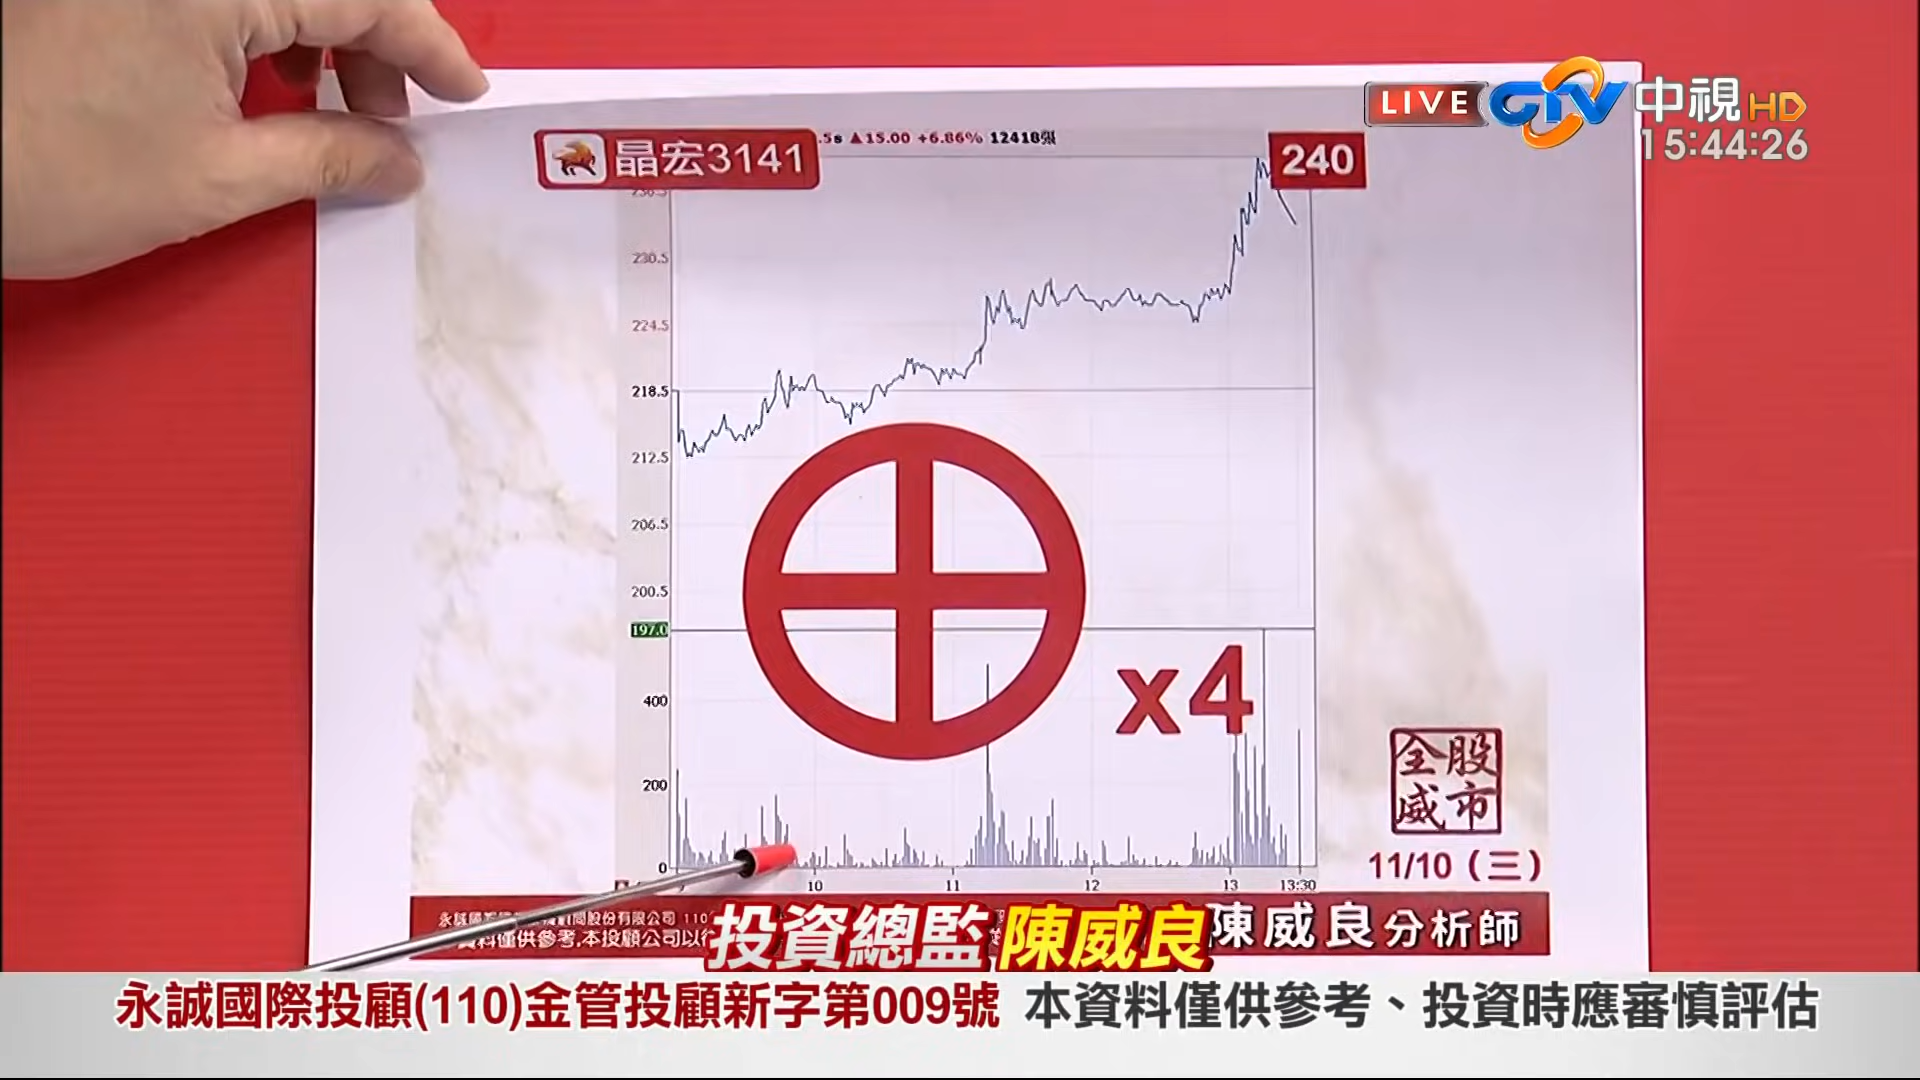 LIVE CTV 中視HD
15:44:26
晶宏3141
.5s ▲15.00 +6.86% 12418張
240
236.5
230.5
224.5
218.5
212.5
206.5
200.5
197.0
400
200
0
x4
9 10 11 12 13 13:30
全股
威市
11/10(三)
陳威良分析師
投資總監 陳威良
永誠國際投顧(110)金管投顧新字第009號 本資料僅供參考、投資時應審慎評估